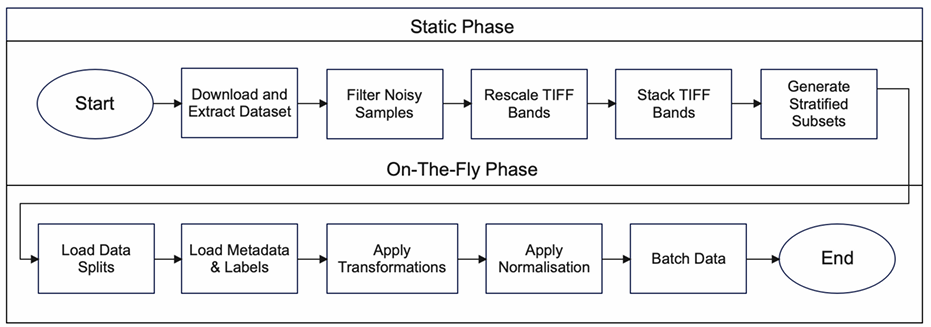 Static Phase
Start
Download and
Extract Dataset
Filter Noisy
Samples
Rescale TIFF
Bands
Stack TIFF
Bands
Generate
Stratified
Subsets
On-The-Fly Phase
Load Data
Splits
Load Metadata
& Labels
Apply
Transformations
Apply
Normalisation
Batch Data
End